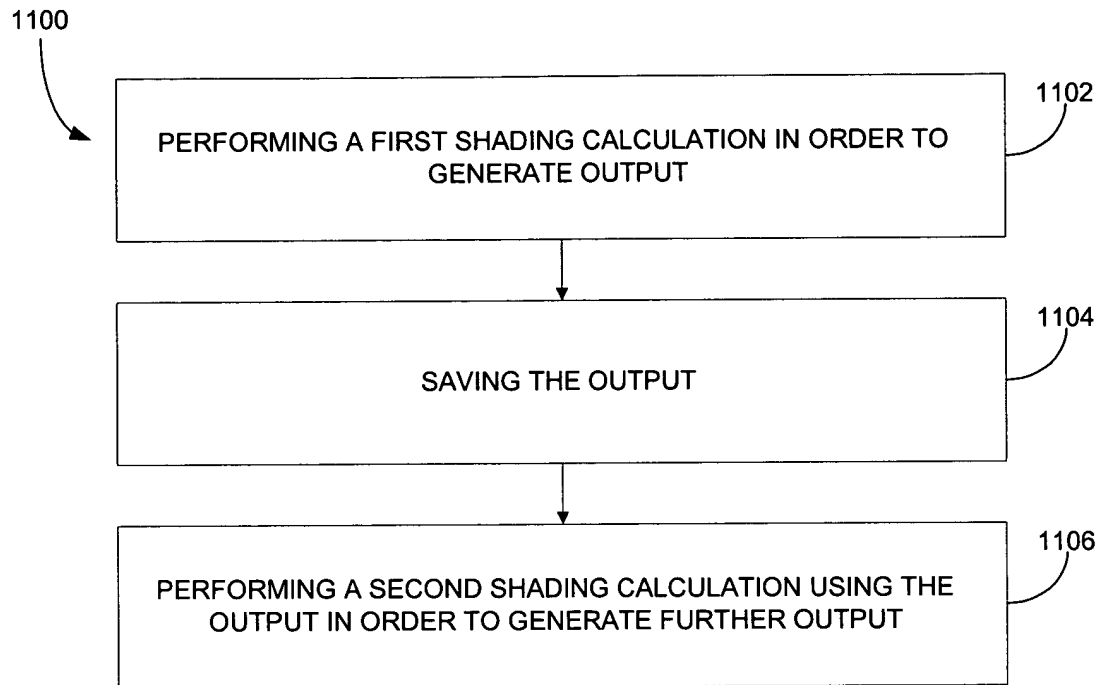 1100
1102
PERFORMING A FIRST SHADING CALCULATION IN ORDER TO
GENERATE OUTPUT
1104
SAVING THE OUTPUT
1106
PERFORMING A SECOND SHADING CALCULATION USING THE
OUTPUT IN ORDER TO GENERATE FURTHER OUTPUT